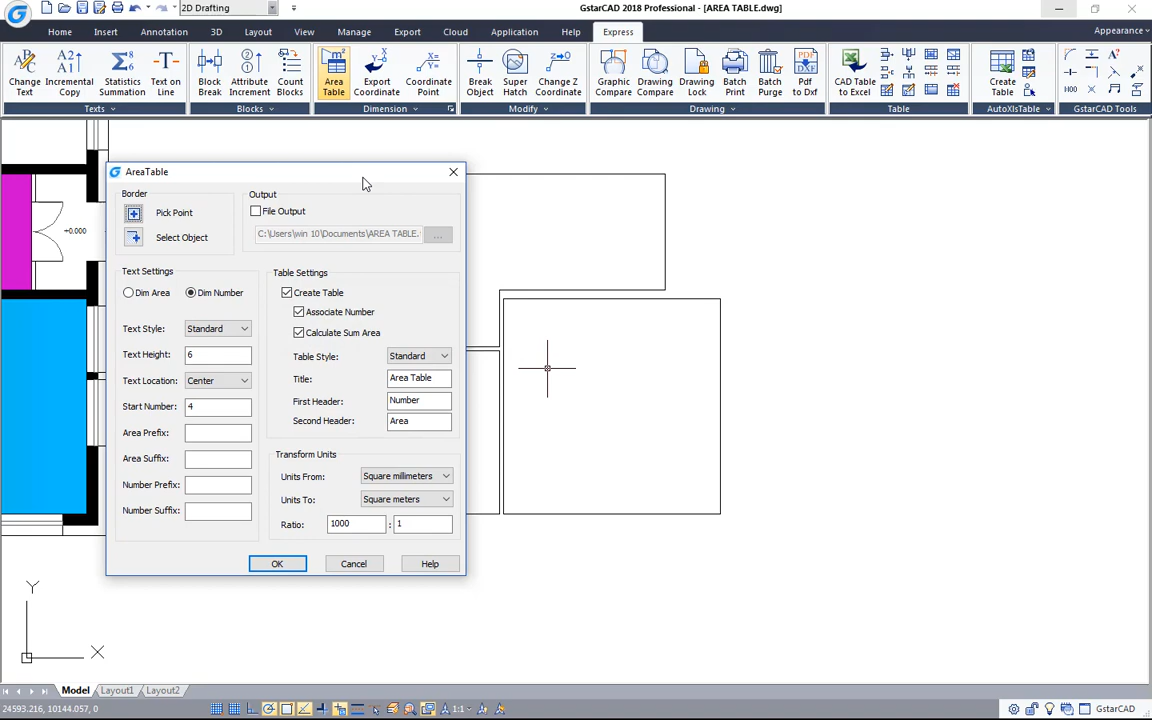 2D Drafting
GstarCAD 2018 Professional - [AREA TABLE.dwg]
Home Insert Annotation 3D Layout View Manage Export Cloud Application Help Express Appearance
Change Text
Incremental Copy
Statistics Summation
Text on Line
Block Break
Attribute Increment
Count Blocks
Area Table
Export Coordinate
Coordinate Point
Break Object
Super Hatch
Change Z Coordinate
Graphic Compare
Drawing Compare
Drawing Lock
Batch Print
Batch Purge
Pdf to Dxf
CAD Table to Excel
Create Table
Texts Blocks Dimension Modify Drawing Table AutoXlsTable GstarCAD Tools
AreaTable
Border
Pick Point
Select Object
Output
File Output
C:\Users\win 10\Documents\AREA TABLE.
...
Text Settings
Dim Area Dim Number
Text Style: Standard
Text Height: 6
Text Location: Center
Start Number: 4
Area Prefix:
Area Suffix:
Number Prefix:
Number Suffix:
Table Settings
Create Table
Associate Number
Calculate Sum Area
Table Style: Standard
Title: Area Table
First Header: Number
Second Header: Area
Transform Units
Units From: Square millimeters
Units To: Square meters
Ratio: 1000 : 1
OK Cancel Help
+0.000
Y
X
Model Layout1 Layout2
24593.216, 10144.057, 0
1:1
GstarCAD